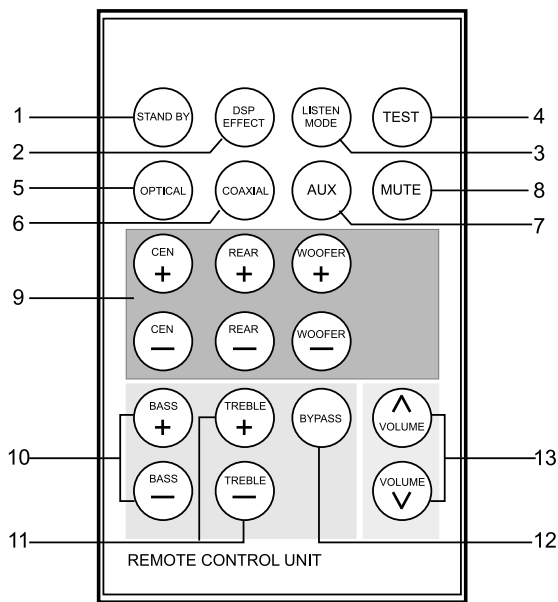 1
STAND BY
DSP
EFFECT
LISTEN
MODE
TEST
4
2
3
5
OPTICAL
COAXIAL
AUX
MUTE
8
6
7
CEN
+
REAR
+
WOOFER
+
9
CEN
—
REAR
—
WOOFER
—
BASS
+
TREBLE
+
BYPASS
VOLUME
10
13
BASS
—
TREBLE
—
VOLUME
11
12
REMOTE CONTROL UNIT